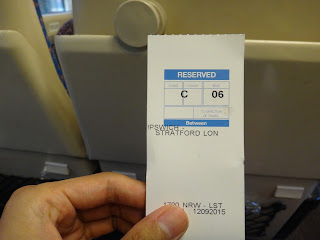 RESERVED
C 06
Between
IPSWICH -
STRATFORD LON
1700 NRW - LST
12092015